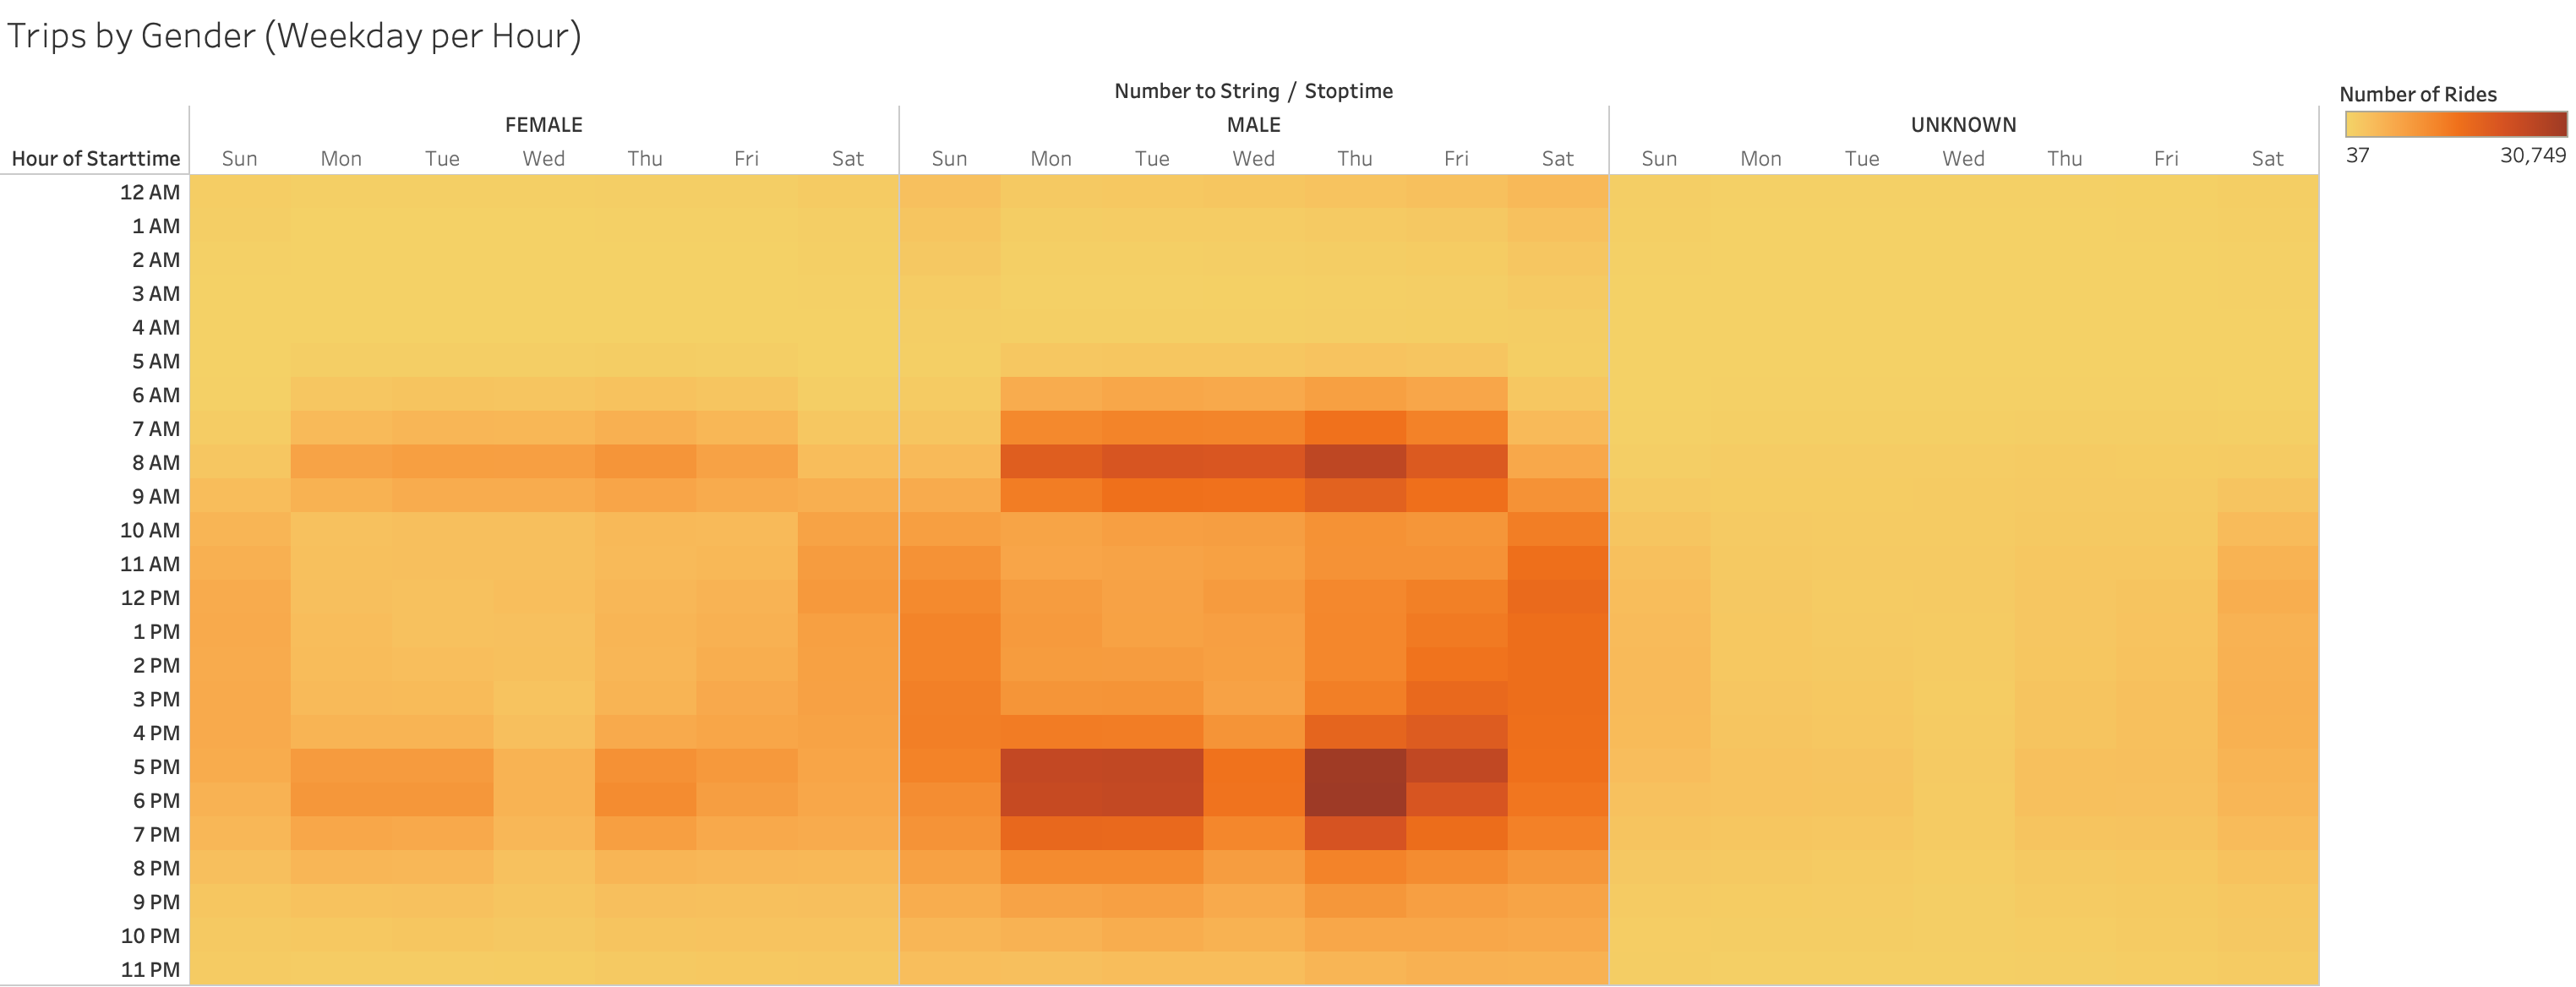 Trips by Gender (Weekday per Hour)
Number to String / Stoptime
Number of Rides
FEMALE MALE UNKNOWN
Hour of Starttime Sun Mon Tue Wed Thu Fri Sat Sun Mon Tue Wed Thu Fri Sat Sun Mon Tue Wed Thu Fri Sat
37 30,749
12 AM
1 AM
2 AM
3 AM
4 AM
5 AM
6 AM
7 AM
8 AM
9 AM
10 AM
11 AM
12 PM
1 PM
2 PM
3 PM
4 PM
5 PM
6 PM
7 PM
8 PM
9 PM
10 PM
11 PM